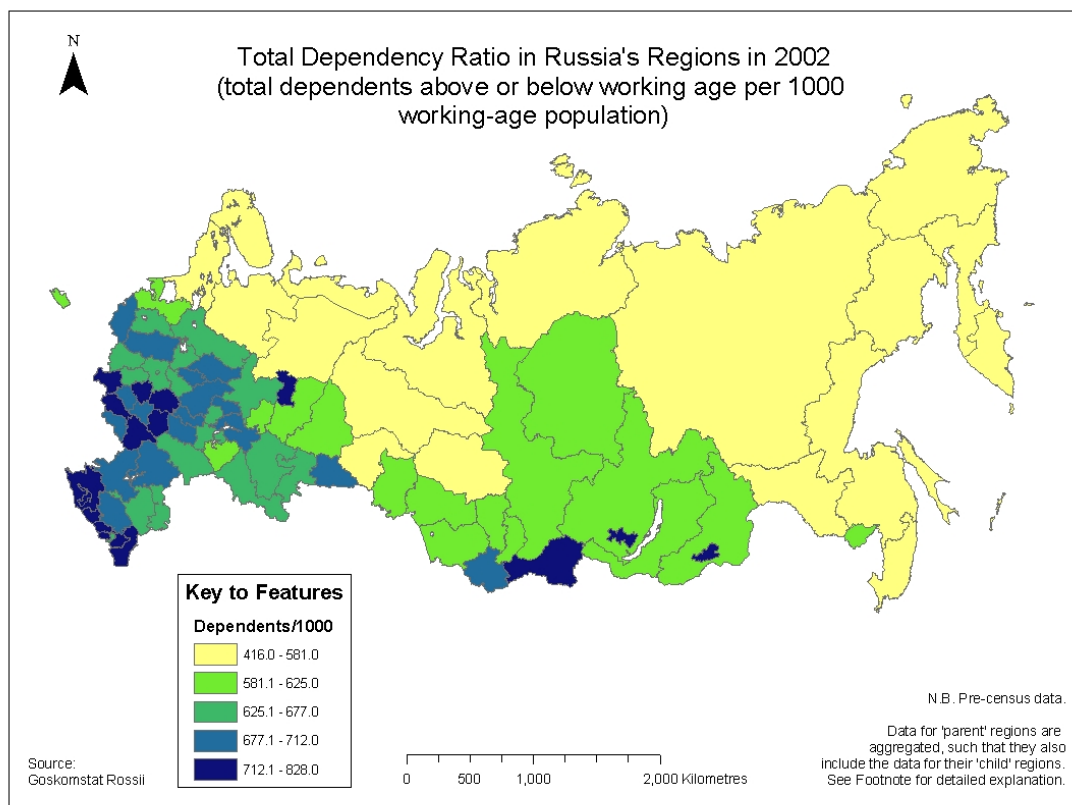 N
Total Dependency Ratio in Russia's Regions in 2002
(total dependents above or below working age per 1000
working-age population)
Key to Features
Dependents/1000
416.0 - 581.0
581.1 - 625.0
625.1 - 677.0
677.1 - 712.0
712.1 - 828.0
Source:
Goskomstat Rossii
0 500 1,000 2,000 Kilometres
N.B. Pre-census data.
Data for 'parent' regions are
aggregated, such that they also
include the data for their 'child' regions.
See Footnote for detailed explanation.